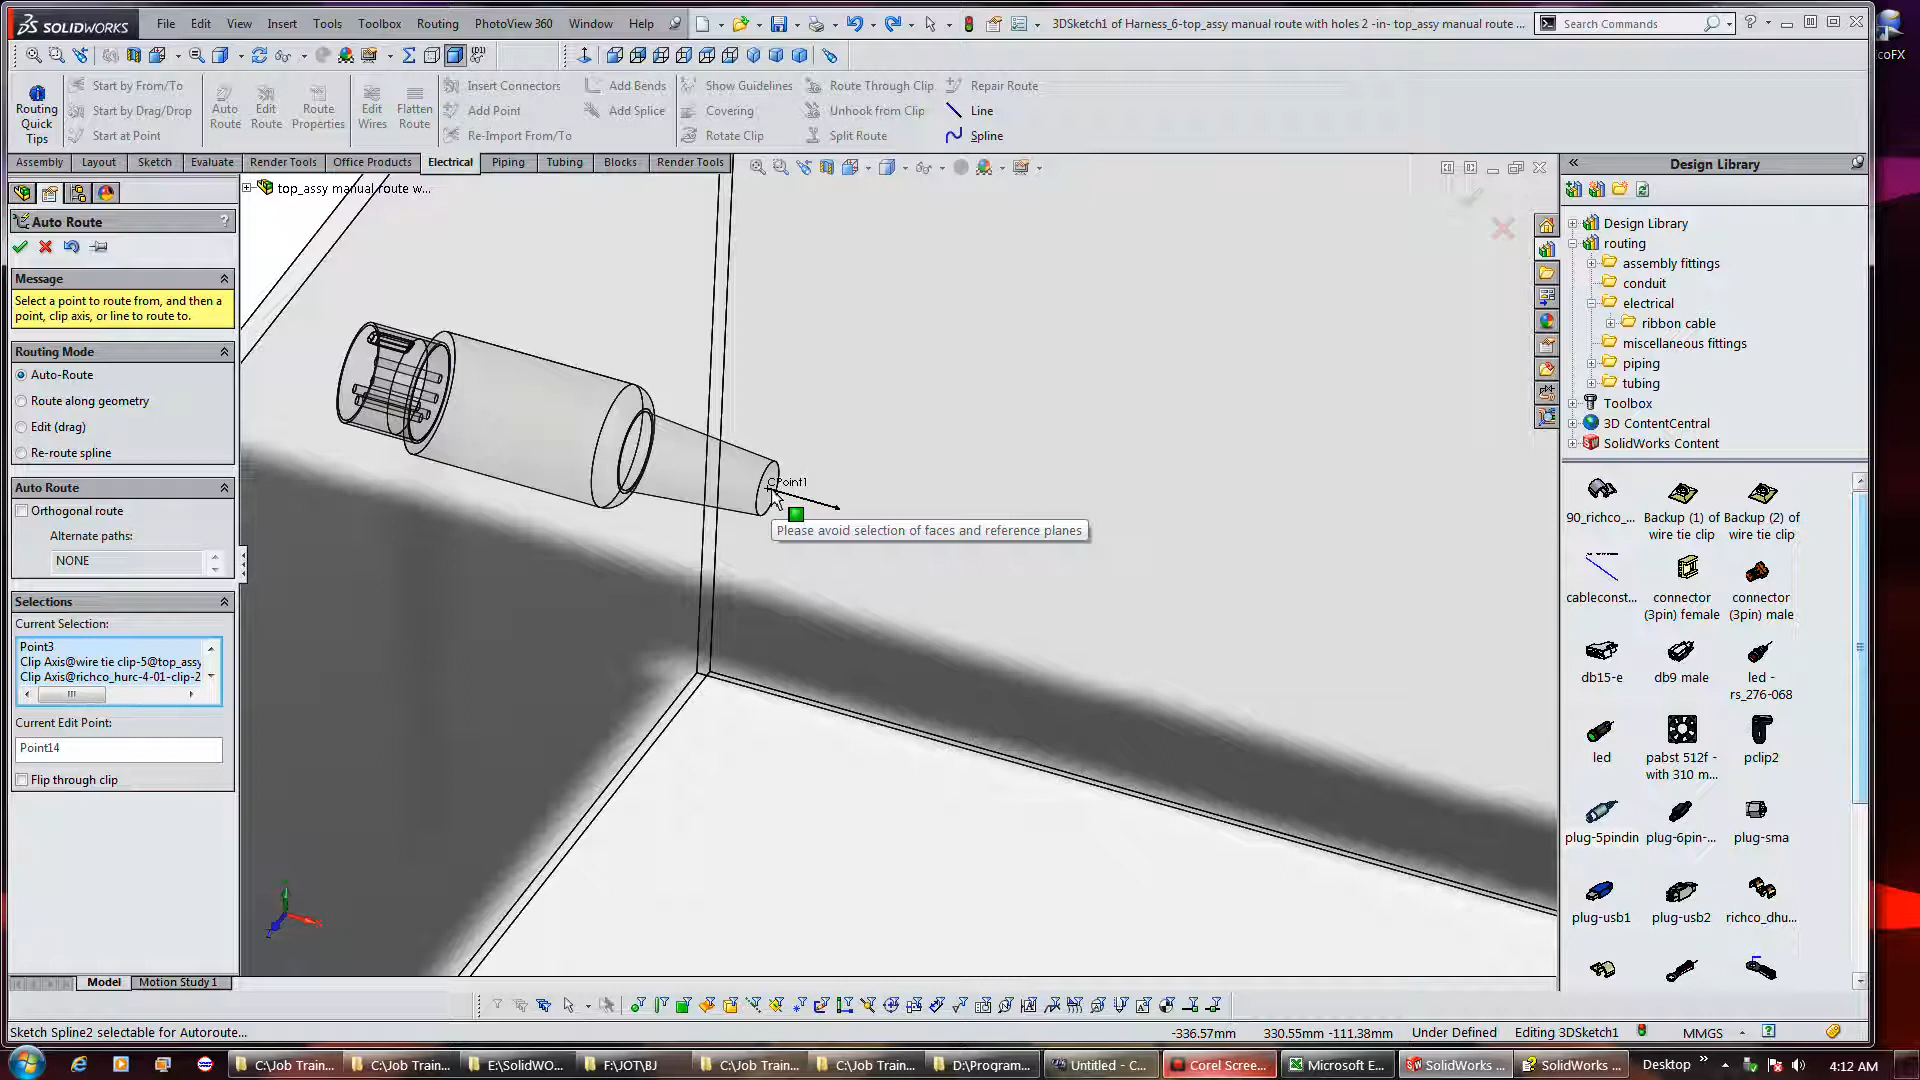 SOLIDWORKS
File Edit View Insert Tools Toolbox Routing PhotoView 360 Window Help
3DSketch1 of Harness_6-top_assy manual route with holes 2 -in- top_assy manual route ...
Search Commands
coFX
Routing Quick Tips
Start by From/To
Start by Drag/Drop
Start at Point
Auto Route
Edit Route
Route Properties
Edit Wires
Flatten Route
Insert Connectors
Add Point
Re-Import From/To
Add Bends
Add Splice
Show Guidelines
Covering
Rotate Clip
Route Through Clip
Unhook from Clip
Split Route
Repair Route
Line
Spline
Assembly Layout Sketch Evaluate Render Tools Office Products Electrical Piping Tubing Blocks Render Tools
top_assy manual route w...
Auto Route
?
Message
Select a point to route from, and then a
point, clip axis, or line to route to.
Routing Mode
Auto-Route
Route along geometry
Edit (drag)
Re-route spline
Auto Route
Orthogonal route
Alternate paths:
NONE
Selections
Current Selection:
Point3
Clip Axis@wire tie clip-5@top_assy
Clip Axis@richco_hurc-4-01-clip-2
Current Edit Point:
Point14
Flip through clip
CPoint1
Please avoid selection of faces and reference planes
Design Library
Design Library
routing
assembly fittings
conduit
electrical
ribbon cable
miscellaneous fittings
piping
tubing
Toolbox
3D ContentCentral
SolidWorks Content
90_richco_...
Backup (1) of wire tie clip
Backup (2) of wire tie clip
cableconst...
connector (3pin) female
connector (3pin) male
db15-e
db9 male
led - rs_276-068
led
pabst 512f - with 310 m...
pclip2
plug-5pindin
plug-6pin-...
plug-sma
plug-usb1
plug-usb2
richco_dhu...
Model Motion Study 1
Sketch Spline2 selectable for Autoroute...
-336.57mm 330.55mm -111.38mm Under Defined Editing 3DSketch1 MMGS
C:\Job Train... C:\Job Train... E:\SolidWO... F:\JOT\BJ C:\Job Train... C:\Job Train... D:\Program... Untitled - C... Corel Scree... Microsoft E... SolidWorks ... SolidWorks ... Desktop 4:12 AM